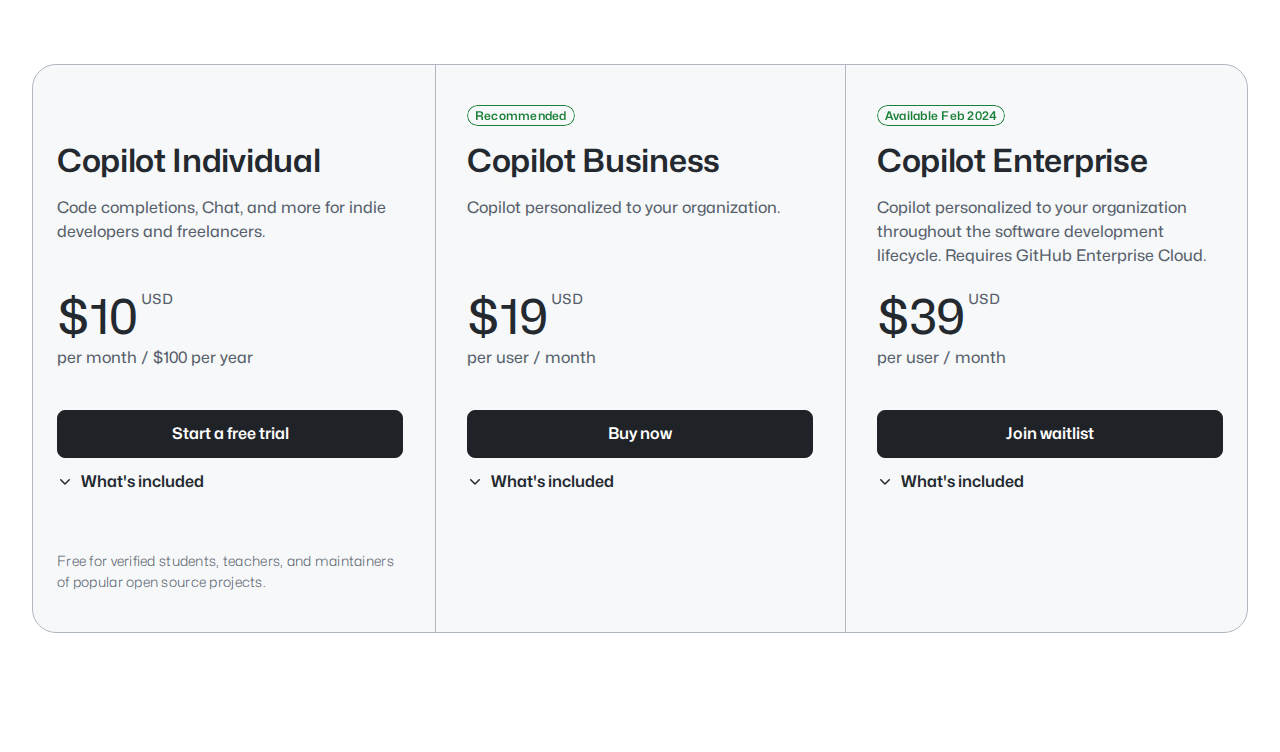 Copilot Individual
Code completions, Chat, and more for indie
developers and freelancers.
$10 USD
per month / $100 per year
Start a free trial
What's included
Free for verified students, teachers, and maintainers
of popular open source projects.
Recommended
Copilot Business
Copilot personalized to your organization.
$19 USD
per user / month
Buy now
What's included
Available Feb 2024
Copilot Enterprise
Copilot personalized to your organization
throughout the software development
lifecycle. Requires GitHub Enterprise Cloud.
$39 USD
per user / month
Join waitlist
What's included